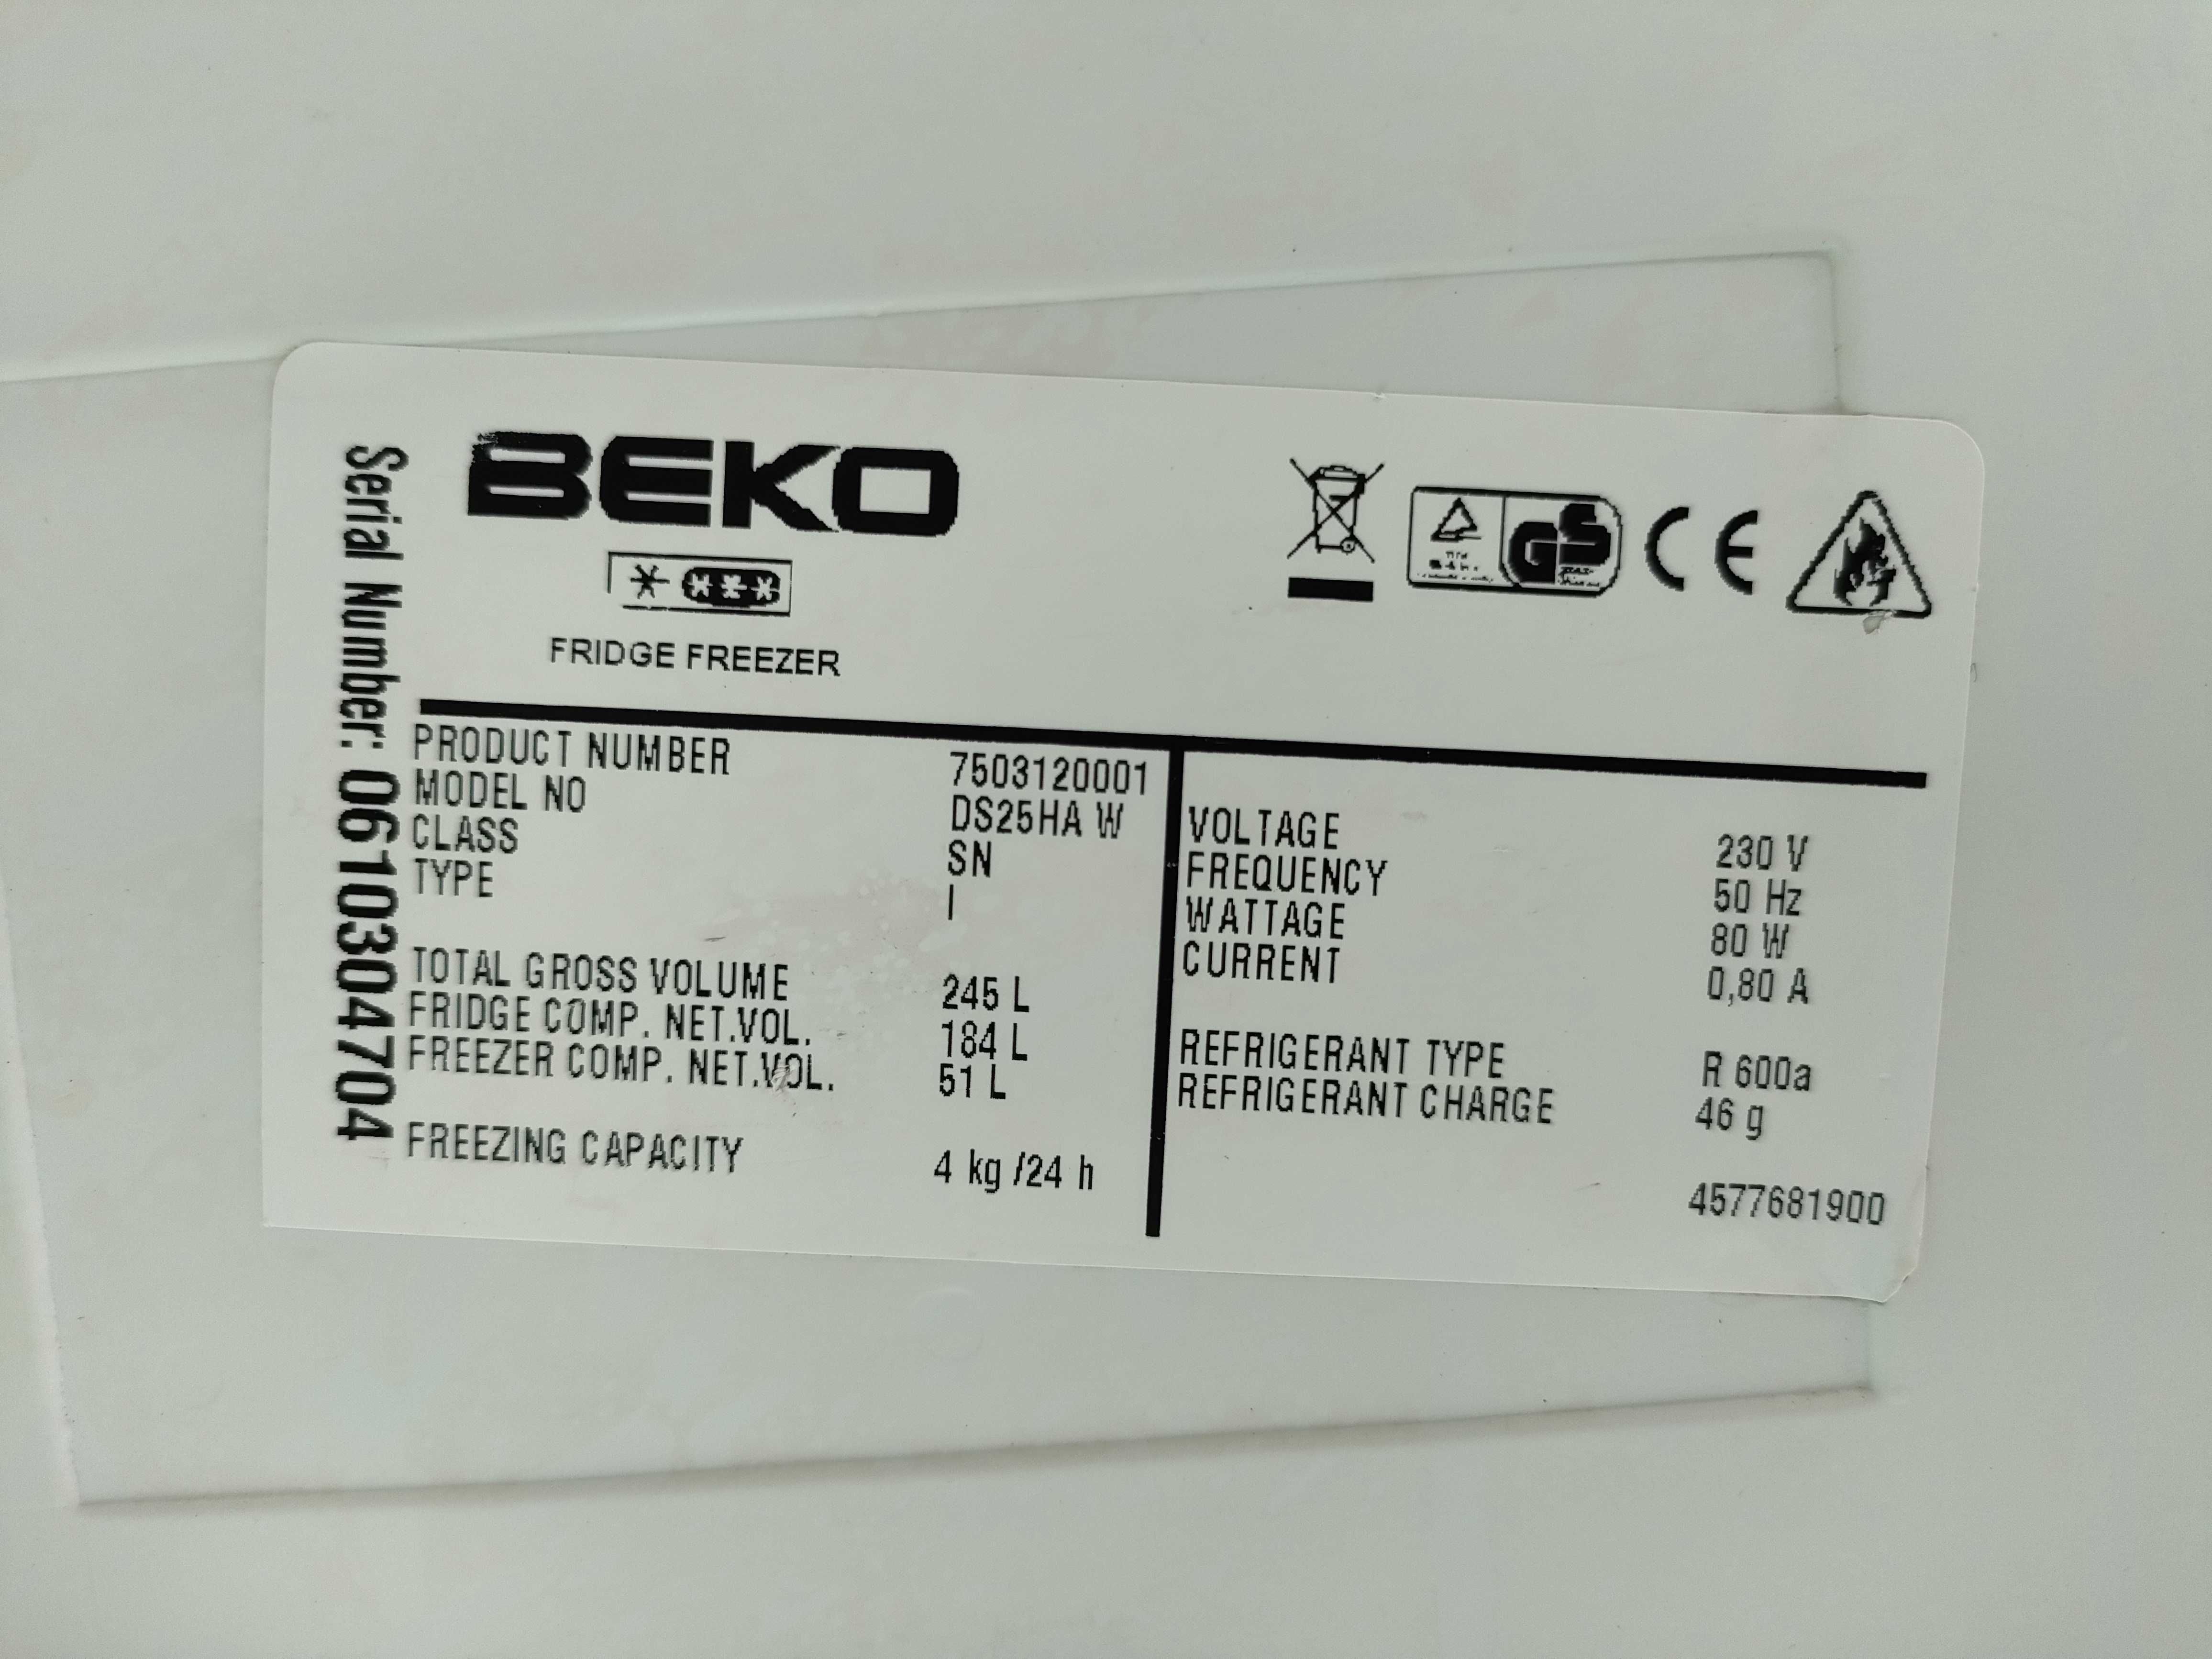 BEKO
FRIDGE FREEZER
GS
CE
Serial Number: 0610304704
PRODUCT NUMBER 7503120001
MODEL NO DS25HA W
CLASS SN
TYPE I
TOTAL GROSS VOLUME 245 L
FRIDGE COMP. NET.VOL. 184 L
FREEZER COMP. NET.VOL. 51 L
FREEZING CAPACITY 4 kg /24 h
VOLTAGE 230 V
FREQUENCY 50 Hz
WATTAGE 80 W
CURRENT 0,80 A
REFRIGERANT TYPE R 600a
REFRIGERANT CHARGE 46 g
4577681900